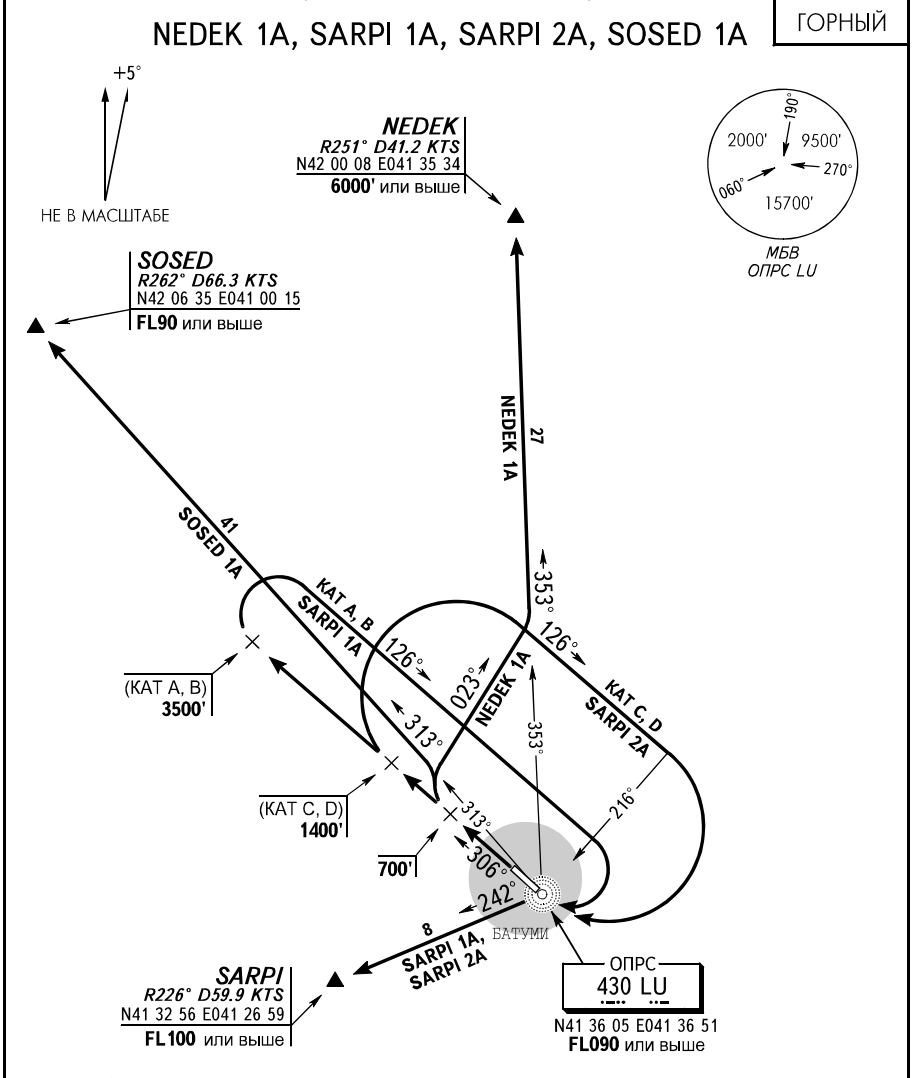 NEDEK 1A, SARPI 1A, SARPI 2A, SOSED 1A
ГОРНЫЙ
+5°
НЕ В МАСШТАБЕ
NEDEK
R251° D41.2 KTS
N42 00 08 E041 35 34
6000' или выше
190°
2000'
9500'
270°
060°
15700'
МБВ
ОПРС LU
SOSED
R262° D66.3 KTS
N42 06 35 E041 00 15
FL90 или выше
NEDEK 1A
27
41
SOSED 1A
353°
КАТ А, В
SARPI 1A
126°
126°
023°
NEDEK 1A
КАТ С, D
SARPI 2A
(КАТ А, В)
3500'
313°
353°
216°
(КАТ С, D)
1400'
313°
700'
306°
242°
БАТУМИ
8
SARPI 1A,
SARPI 2A
SARPI
R226° D59.9 KTS
N41 32 56 E041 26 59
FL100 или выше
ОПРС
430 LU
N41 36 05 E041 36 51
FL090 или выше